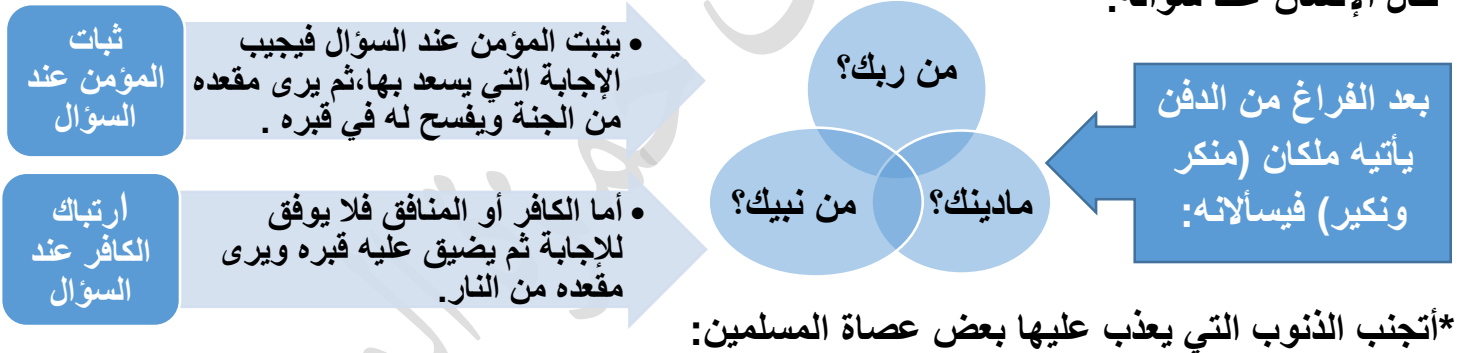 سؤاله:
بعد الفراغ من الدفن
يأتيه ملكان (منكر
ونكير) فيسألانه:
من ربك؟
مادينك؟
من نبيك؟
• يثبت المؤمن عند السؤال فيجيب
الإجابة التي يسعد بها،ثم يرى مقعده
من الجنة ويفسح له في قبره .
ثبات
المؤمن عند
السؤال
• أما الكافر أو المنافق فلا يوفق
للإجابة ثم يضيق عليه قبره ويرى
مقعده من النار.
ارتباك
الكافر عند
السؤال
*أتجنب الذنوب التي يعذب عليها بعض عصاة المسلمين: